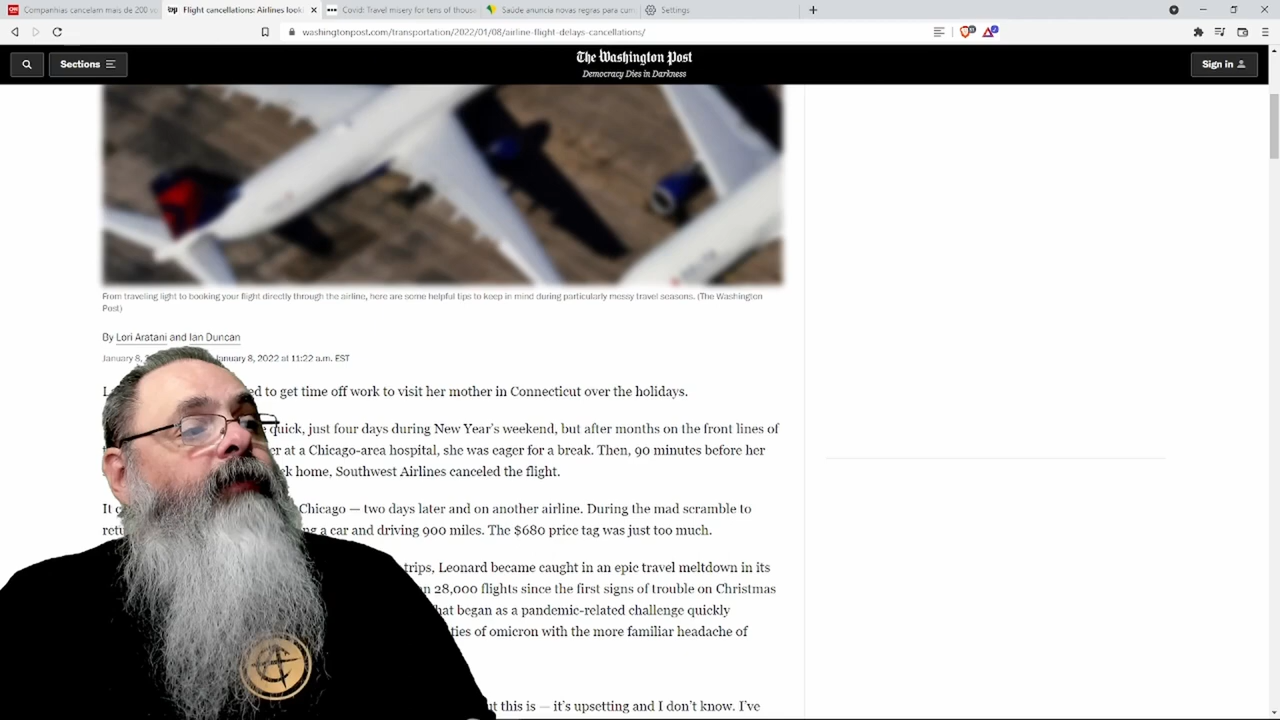 Companhias cancelam mais de 200 vo
Flight cancellations: Airlines look
Covid: Travel misery for tens of thous
Saúde anuncia novas regras para cum
Settings
washingtonpost.com/transportation/2022/01/08/airline-flight-delays-cancellations/
Sections
The Washington Post
Democracy Dies in Darkness
Sign in
From traveling light to booking your flight directly through the airline, here are some helpful tips to keep in mind during particularly messy travel seasons. (The Washington
Post)
By Lori Aratani and Ian Duncan
January 8, January 8, 2022 at 11:22 a.m. EST
to get time off work to visit her mother in Connecticut over the holidays.
quick, just four days during New Year's weekend, but after months on the front lines of
at a Chicago-area hospital, she was eager for a break. Then, 90 minutes before her
home, Southwest Airlines canceled the flight.
It Chicago — two days later and on another airline. During the mad scramble to
a car and driving 900 miles. The $680 price tag was just too much.
trips, Leonard became caught in an epic travel meltdown in its
28,000 flights since the first signs of trouble on Christmas
that began as a pandemic-related challenge quickly
of omicron with the more familiar headache of
this is — it's upsetting and I don't know. I've